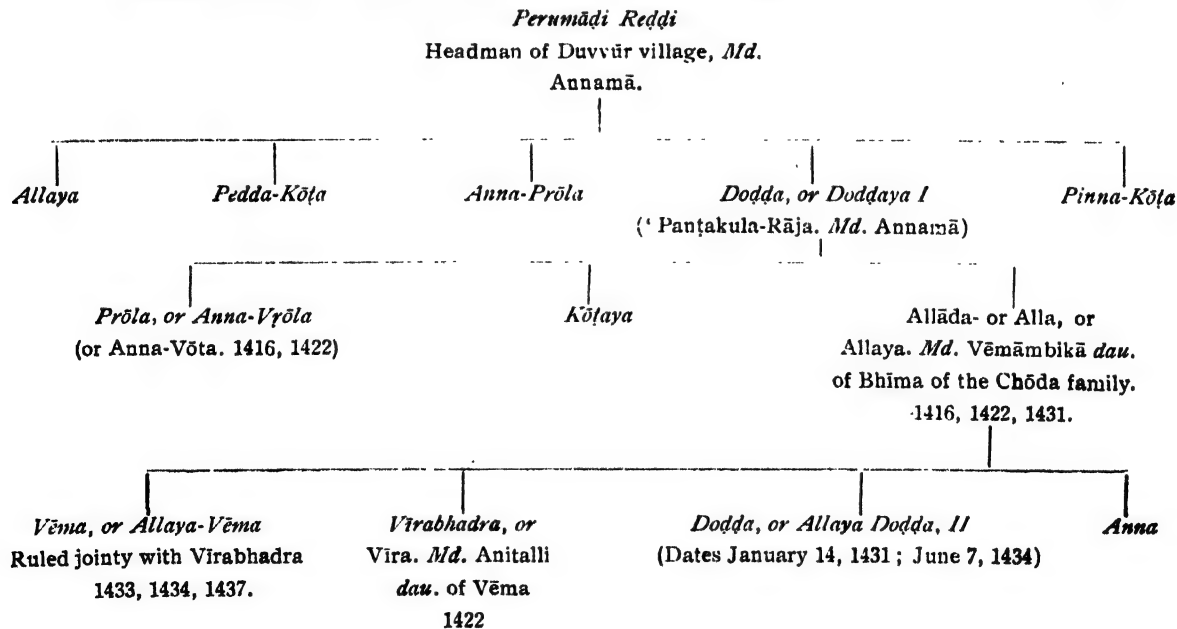 Perumāḍi Reḍḍi
Headman of Duvvūr village, Md.
Annamā.
Allaya
Pedda-Kōṭa
Anna-Prōla
Doḍḍa, or Doḍḍaya I
Pinna-Kōṭa
(‘ Panṭakula-Rāja. Md. Annamā)
Prōla, or Anna-Vṛōla
(or Anna-Vōta. 1416, 1422)
Kōṭaya
Allāda- or Alla, or
Allaya. Md. Vēmāmbikā dau.
of Bhīma of the Chōda family.
1416, 1422, 1431.
Vēma, or Allaya-Vēma
Ruled jointy with Vīrabhadra
1433, 1434, 1437.
Vīrabhadra, or
Vīra. Md. Anitalli
dau. of Vēma
1422
Doḍḍa, or Allaya Doḍḍa, II
(Dates January 14, 1431 ; June 7, 1434)
Anna